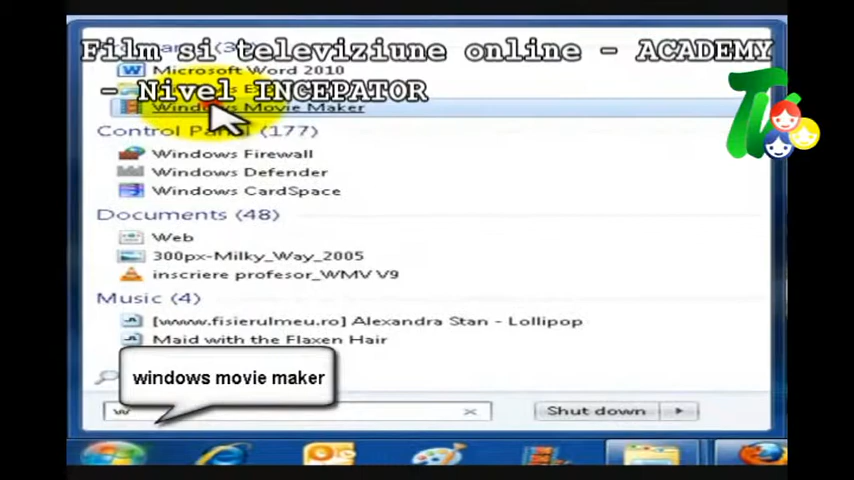 Film si televiziune online - ACADEMY
- Nivel INCEPATOR
Microsoft Word 2010
Windows Movie Maker
Control Panel (177)
Windows Firewall
Windows Defender
Windows CardSpace
Documents (48)
Web
300px-Milky_Way_2005
inscriere profesor_WMV V9
Music (4)
[www.fisierulmeu.ro] Alexandra Stan - Lollipop
Maid with the Flaxen Hair
windows movie maker
w
Shut down
TV